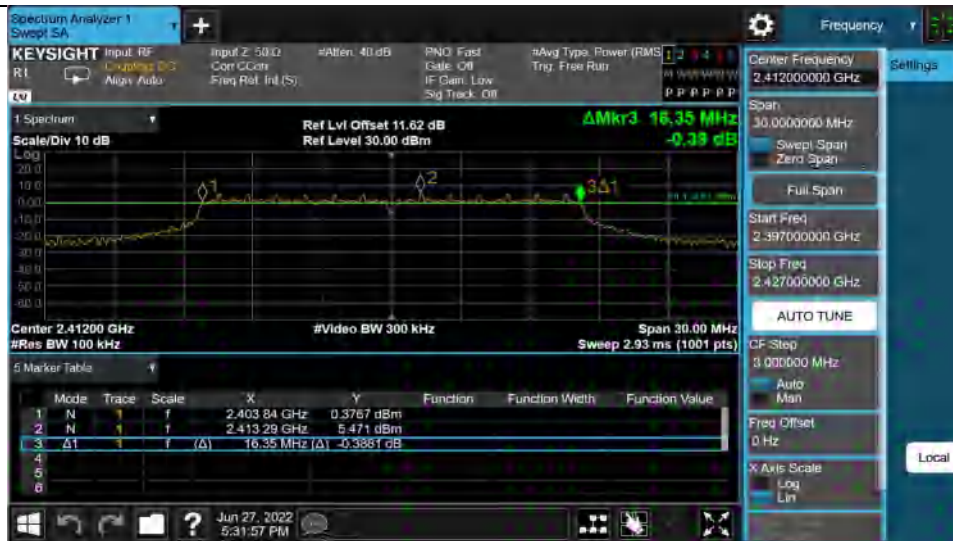 Spectrum Analyzer 1
Swept SA
+
Frequency
KEYSIGHT Input: RF
Coupling: DC
Align: Auto
Input Z: 50 Ω
Corr CCorr
Freq Ref: Int (S)
#Atten: 40 dB
PNO: Fast
Gate: Off
IF Gain: Low
Sig Track: Off
#Avg Type: Power (RMS
Trig: Free Run
1 2 3 4 5 6
P P P P P P
Center Frequency
2.412000000 GHz
Settings
1 Spectrum
Scale/Div 10 dB
Ref Lvl Offset 11.62 dB
Ref Level 30.00 dBm
ΔMkr3 16.35 MHz
-0.39 dB
Span
30.0000000 MHz
Swept Span
Zero Span
Log
20.0
10.0
0.00
-10.0
-20.0
-30.0
-40.0
-50.0
-60.0
1
2
3Δ1
Full Span
Start Freq
2.397000000 GHz
Stop Freq
2.427000000 GHz
AUTO TUNE
Center 2.41200 GHz
#Res BW 100 kHz
#Video BW 300 kHz
Span 30.00 MHz
Sweep 2.93 ms (1001 pts)
CF Step
3.000000 MHz
Auto
Man
5 Marker Table
Mode Trace Scale X Y Function Function Width Function Value
1 N 1 f 2.403 84 GHz 0.3767 dBm
2 N 1 f 2.413 29 GHz 5.471 dBm
3 Δ1 1 f (Δ) 16.35 MHz (Δ) -0.3881 dB
4
5
6
Freq Offset
0 Hz
X Axis Scale
Log
Lin
Local
?
Jun 27, 2022
5:31:57 PM